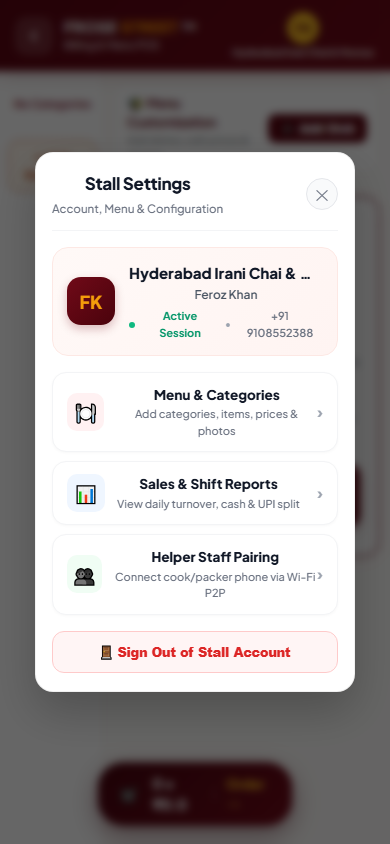 Stall Settings
Account, Menu & Configuration
FK
Hyderabad Irani Chai & ...
Feroz Khan
Active Session • +91 9108552388
Menu & Categories
Add categories, items, prices &
photos
Sales & Shift Reports
View daily turnover, cash & UPI split
Helper Staff Pairing
Connect cook/packer phone via Wi-Fi
P2P
Sign Out of Stall Account